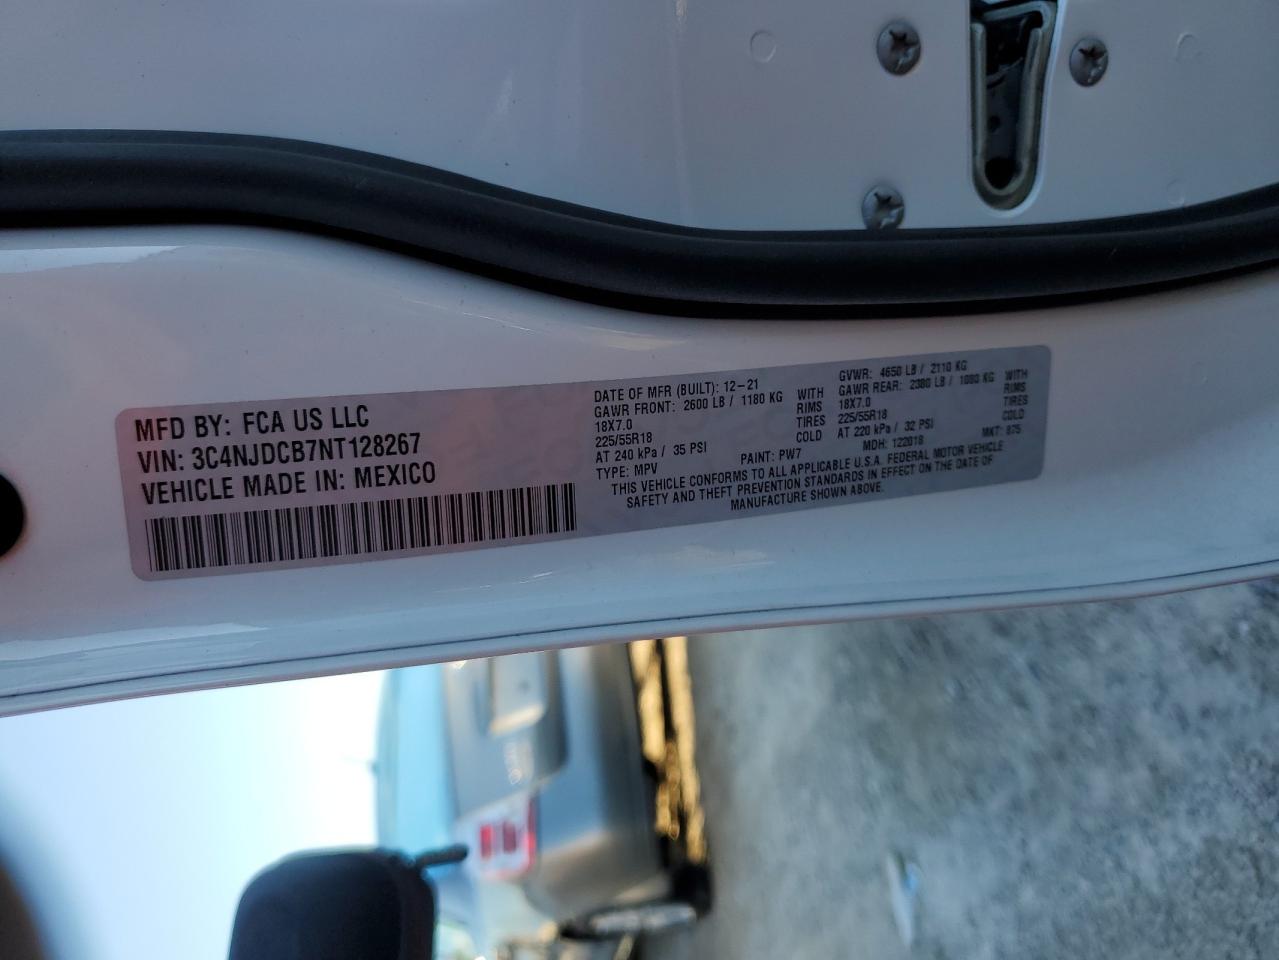 MFD BY: FCA US LLC
VIN: 3C4NJDCB7NT128267
VEHICLE MADE IN: MEXICO
DATE OF MFR (BUILT): 12-21
GVWR: 4650 LB / 2110 KG
GAWR FRONT: 2600 LB / 1180 KG WITH
18X7.0 RIMS
225/55R18 TIRES
AT 240 kPa / 35 PSI COLD
GAWR REAR: 2380 LB / 1080 KG WITH
18X7.0 RIMS
225/55R18 TIRES
AT 220 kPa / 32 PSI COLD
TYPE: MPV PAINT: PW7 MDH: 122018 MKT: 875
THIS VEHICLE CONFORMS TO ALL APPLICABLE U.S.A. FEDERAL MOTOR VEHICLE
SAFETY AND THEFT PREVENTION STANDARDS IN EFFECT ON THE DATE OF
MANUFACTURE SHOWN ABOVE.